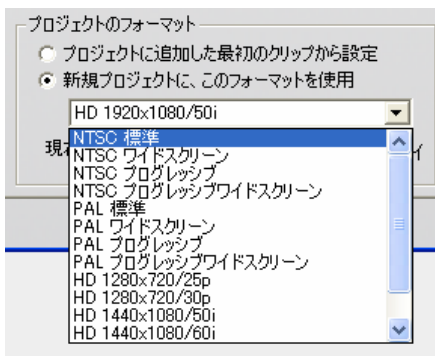 プロジェクトのフォーマット
プロジェクトに追加した最初のクリップから設定
新規プロジェクトに、このフォーマットを使用
HD 1920x1080/50i
現
イ
NTSC 標準
NTSC ワイドスクリーン
NTSC プログレッシブ
NTSC プログレッシブワイドスクリーン
PAL 標準
PAL ワイドスクリーン
PAL プログレッシブ
PAL プログレッシブワイドスクリーン
HD 1280x720/25p
HD 1280x720/30p
HD 1440x1080/50i
HD 1440x1080/60i